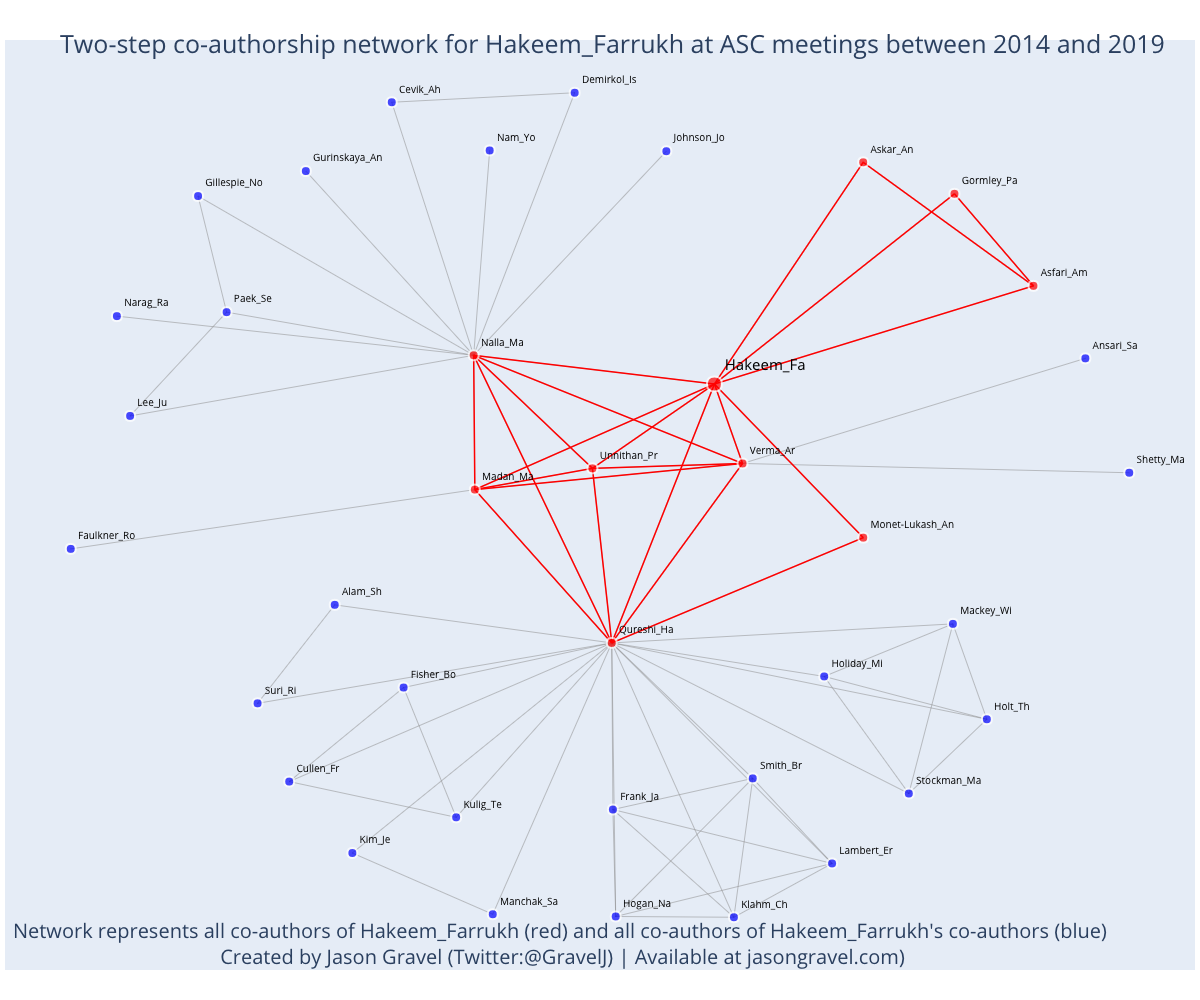 Two-step co-authorship network for Hakeem_Farrukh at ASC meetings between 2014 and 2019
Demirkol_Is
Cevik_Ah
Nam_Yo
Johnson_Jo
Askar_An
Gurinskaya_An
Gormley_Pa
Gillespie_No
Asfari_Am
Narag_Ra
Paek_Se
Nalla_Ma
Ansari_Sa
Hakeem_Fa
Lee_Ju
Verma_Ar
Unnithan_Pr
Shetty_Ma
Madan_Ma
Monet-Lukash_An
Faulkner_Ro
Alam_Sh
Mackey_Wi
Qureshi_Ha
Holiday_Mi
Fisher_Bo
Suri_Ri
Holt_Th
Cullen_Fr
Smith_Br
Stockman_Ma
Frank_Ja
Kulig_Te
Kim_Je
Lambert_Er
Manchak_Sa
Hogan_Na
Klahm_Ch
Network represents all co-authors of Hakeem_Farrukh (red) and all co-authors of Hakeem_Farrukh's co-authors (blue)
Created by Jason Gravel (Twitter:@GravelJ) | Available at jasongravel.com)